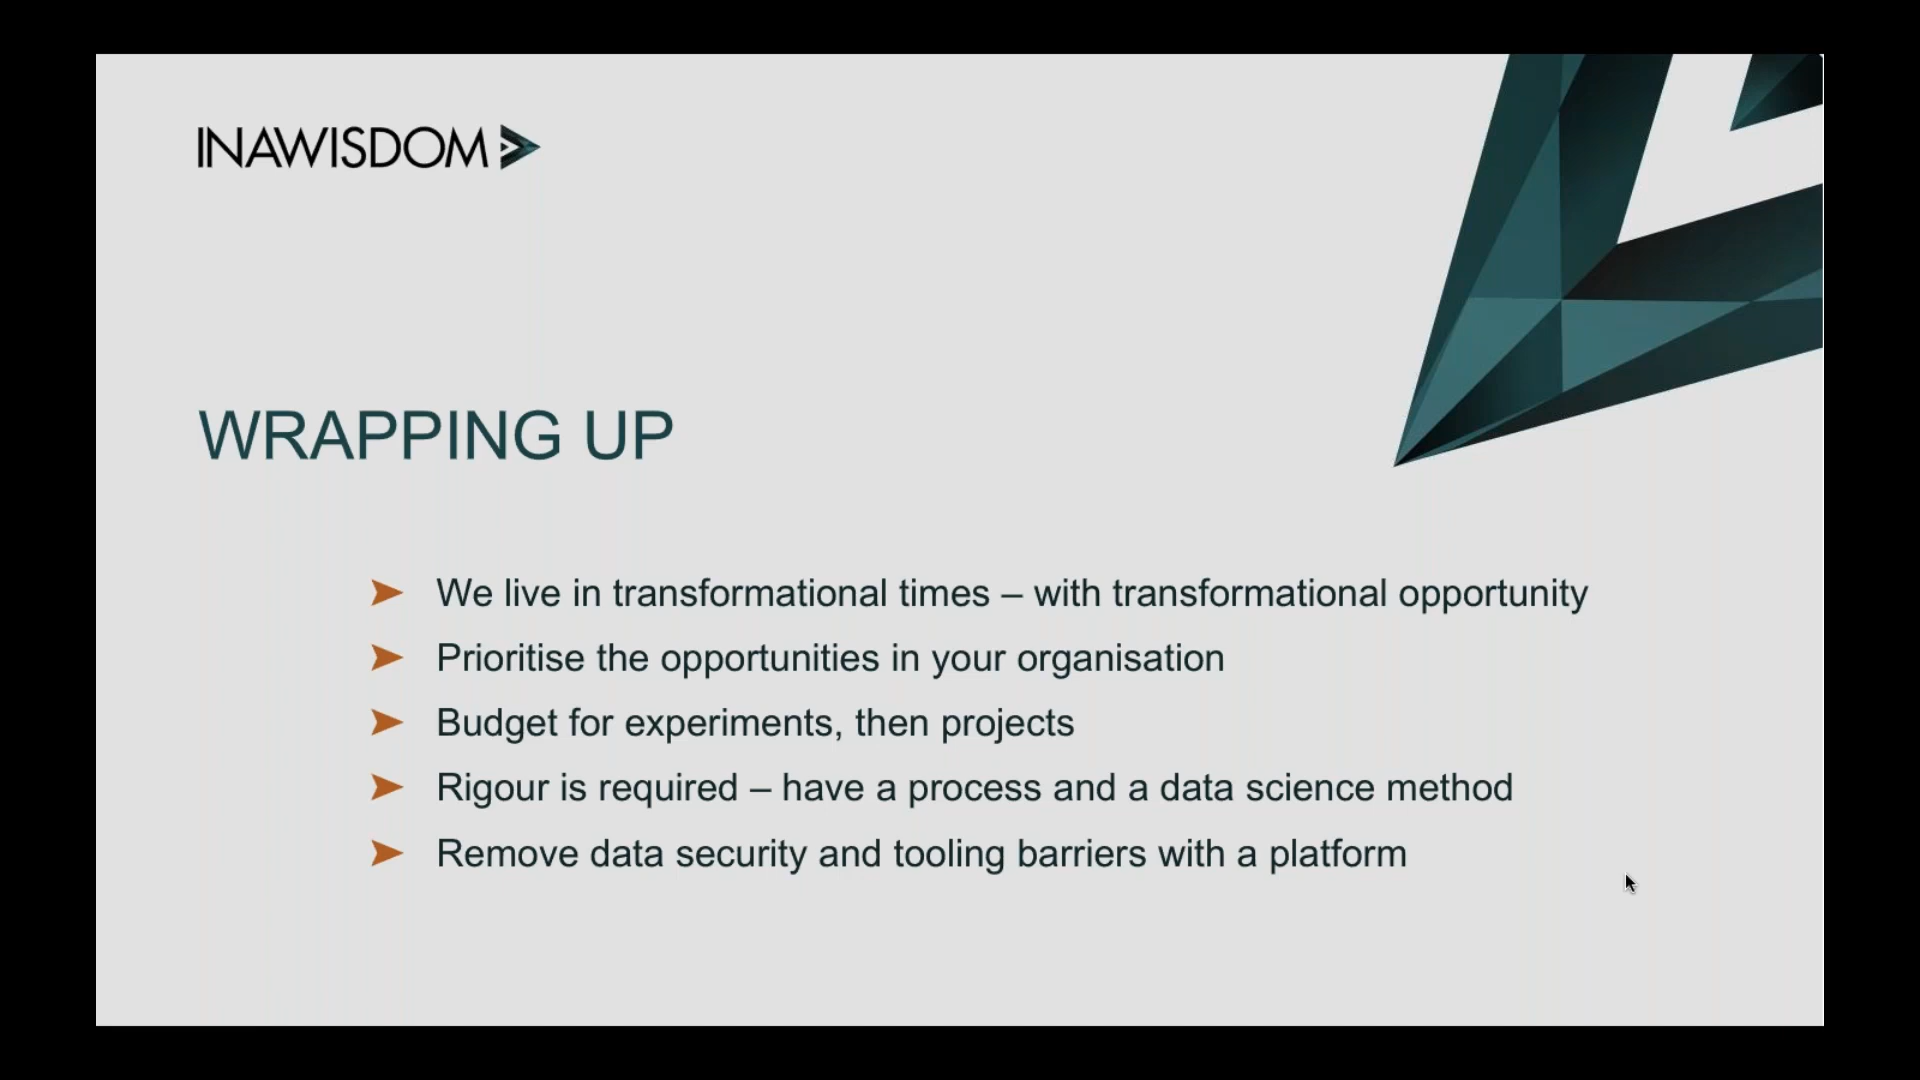 INAWISDOM
WRAPPING UP
We live in transformational times – with transformational opportunity
Prioritise the opportunities in your organisation
Budget for experiments, then projects
Rigour is required – have a process and a data science method
Remove data security and tooling barriers with a platform